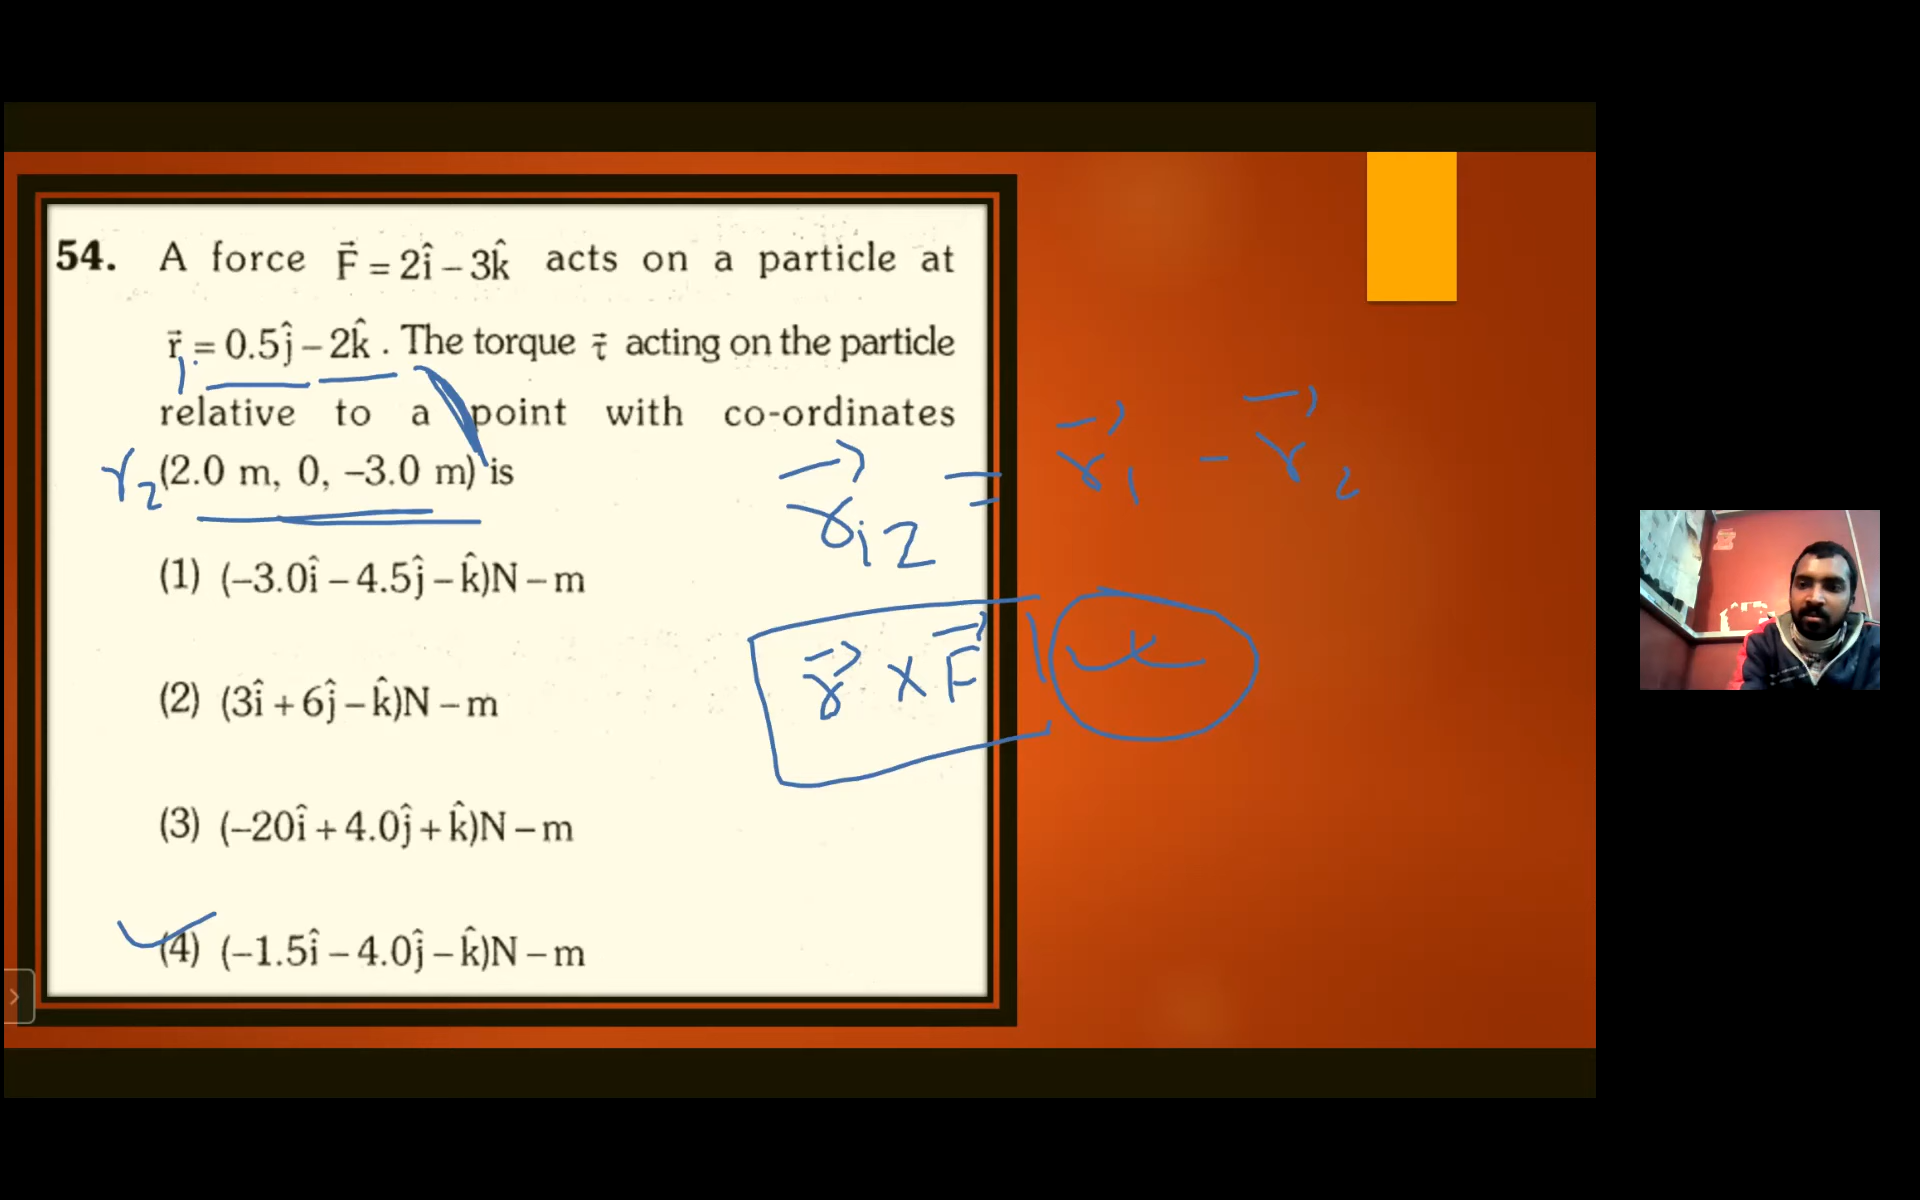 54. A force F⃗ = 2î – 3k̂ acts on a particle at
r⃗ = 0.5ĵ – 2k̂ . The torque τ⃗ acting on the particle
1
relative to a point with co-ordinates
r2 (2.0 m, 0, –3.0 m) is
r⃗12 = r⃗1 – r⃗2
(1) (–3.0î – 4.5ĵ – k̂)N – m
r⃗ × F⃗
(2) (3î + 6ĵ – k̂)N – m
(3) (–20î + 4.0ĵ + k̂)N – m
(4) (–1.5î – 4.0ĵ – k̂)N – m